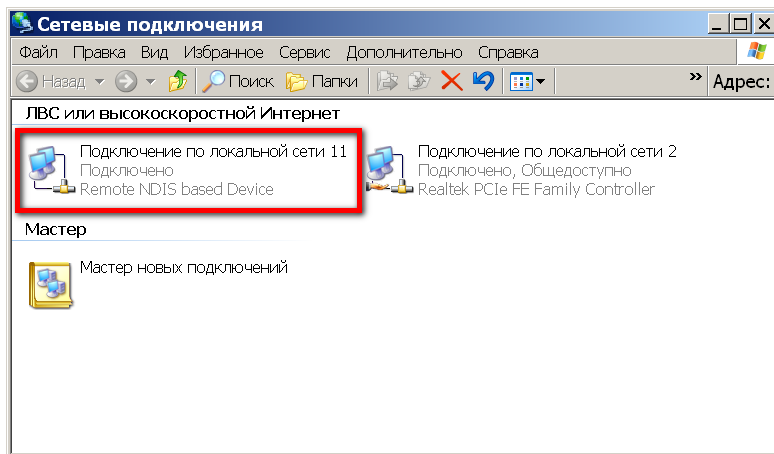 Сетевые подключения
Файл Правка Вид Избранное Сервис Дополнительно Справка
Назад Поиск Папки » Адрес:
ЛВС или высокоскоростной Интернет
Подключение по локальной сети 11
Подключено
Remote NDIS based Device
Подключение по локальной сети 2
Подключено, Общедоступно
Realtek PCIe FE Family Controller
Мастер
Мастер новых подключений